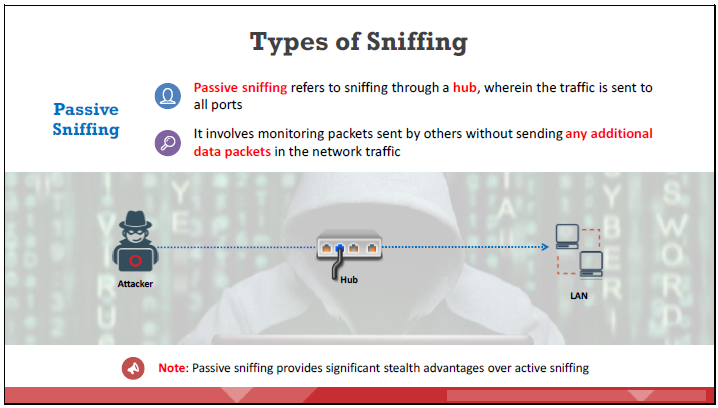 Types of Sniffing
Passive
Sniffing
Passive sniffing refers to sniffing through a hub, wherein the traffic is sent to
all ports
It involves monitoring packets sent by others without sending any additional
data packets in the network traffic
Attacker
Hub
LAN
Note: Passive sniffing provides significant stealth advantages over active sniffing